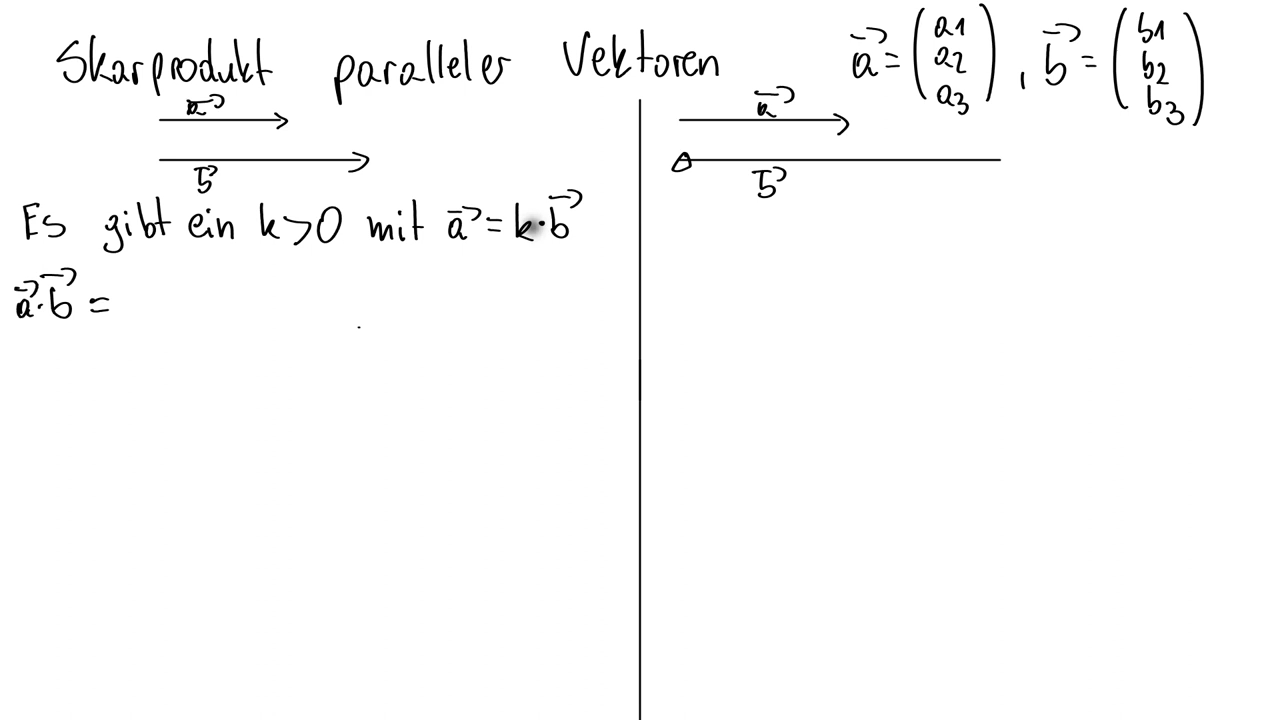 Skarprodukt paralleler Vektoren
a⃗ = (a1 a2 a3), b⃗ = (b1 b2 b3)
a⃗
b⃗
a⃗
b⃗
Es gibt ein k>0 mit a⃗ = k·b⃗
a⃗·b⃗ =